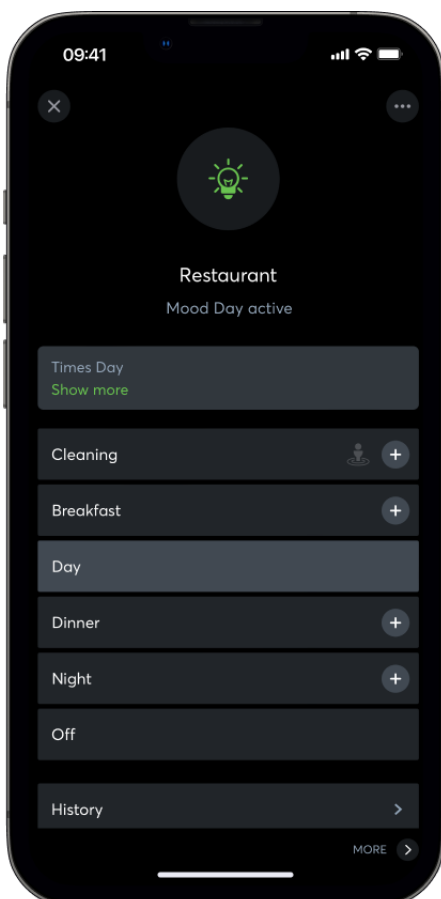 09:41
Restaurant
Mood Day active
Times Day
Show more
Cleaning
Breakfast
Day
Dinner
Night
Off
History
MORE